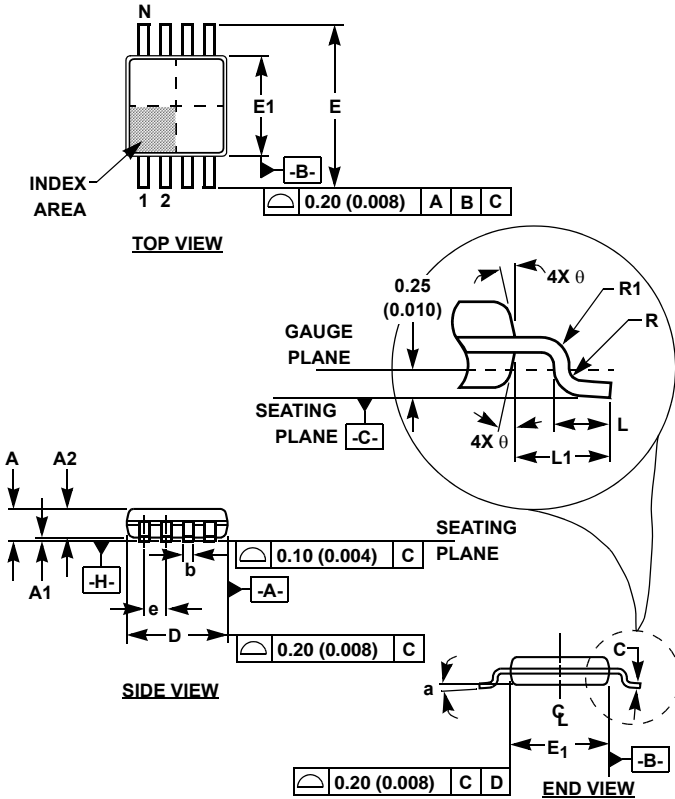 N
E1
E
-B-
INDEX
AREA
1 2
0.20 (0.008) A B C
TOP VIEW
0.25
(0.010)
4X θ
R1
R
GAUGE
PLANE
SEATING
PLANE -C-
4X θ
L
L1
A A2
SEATING
PLANE
A1
-H-
b
0.10 (0.004) C
-A-
e
D
0.20 (0.008) C
SIDE VIEW
C
a
CL
E1
-B-
0.20 (0.008) C D
END VIEW